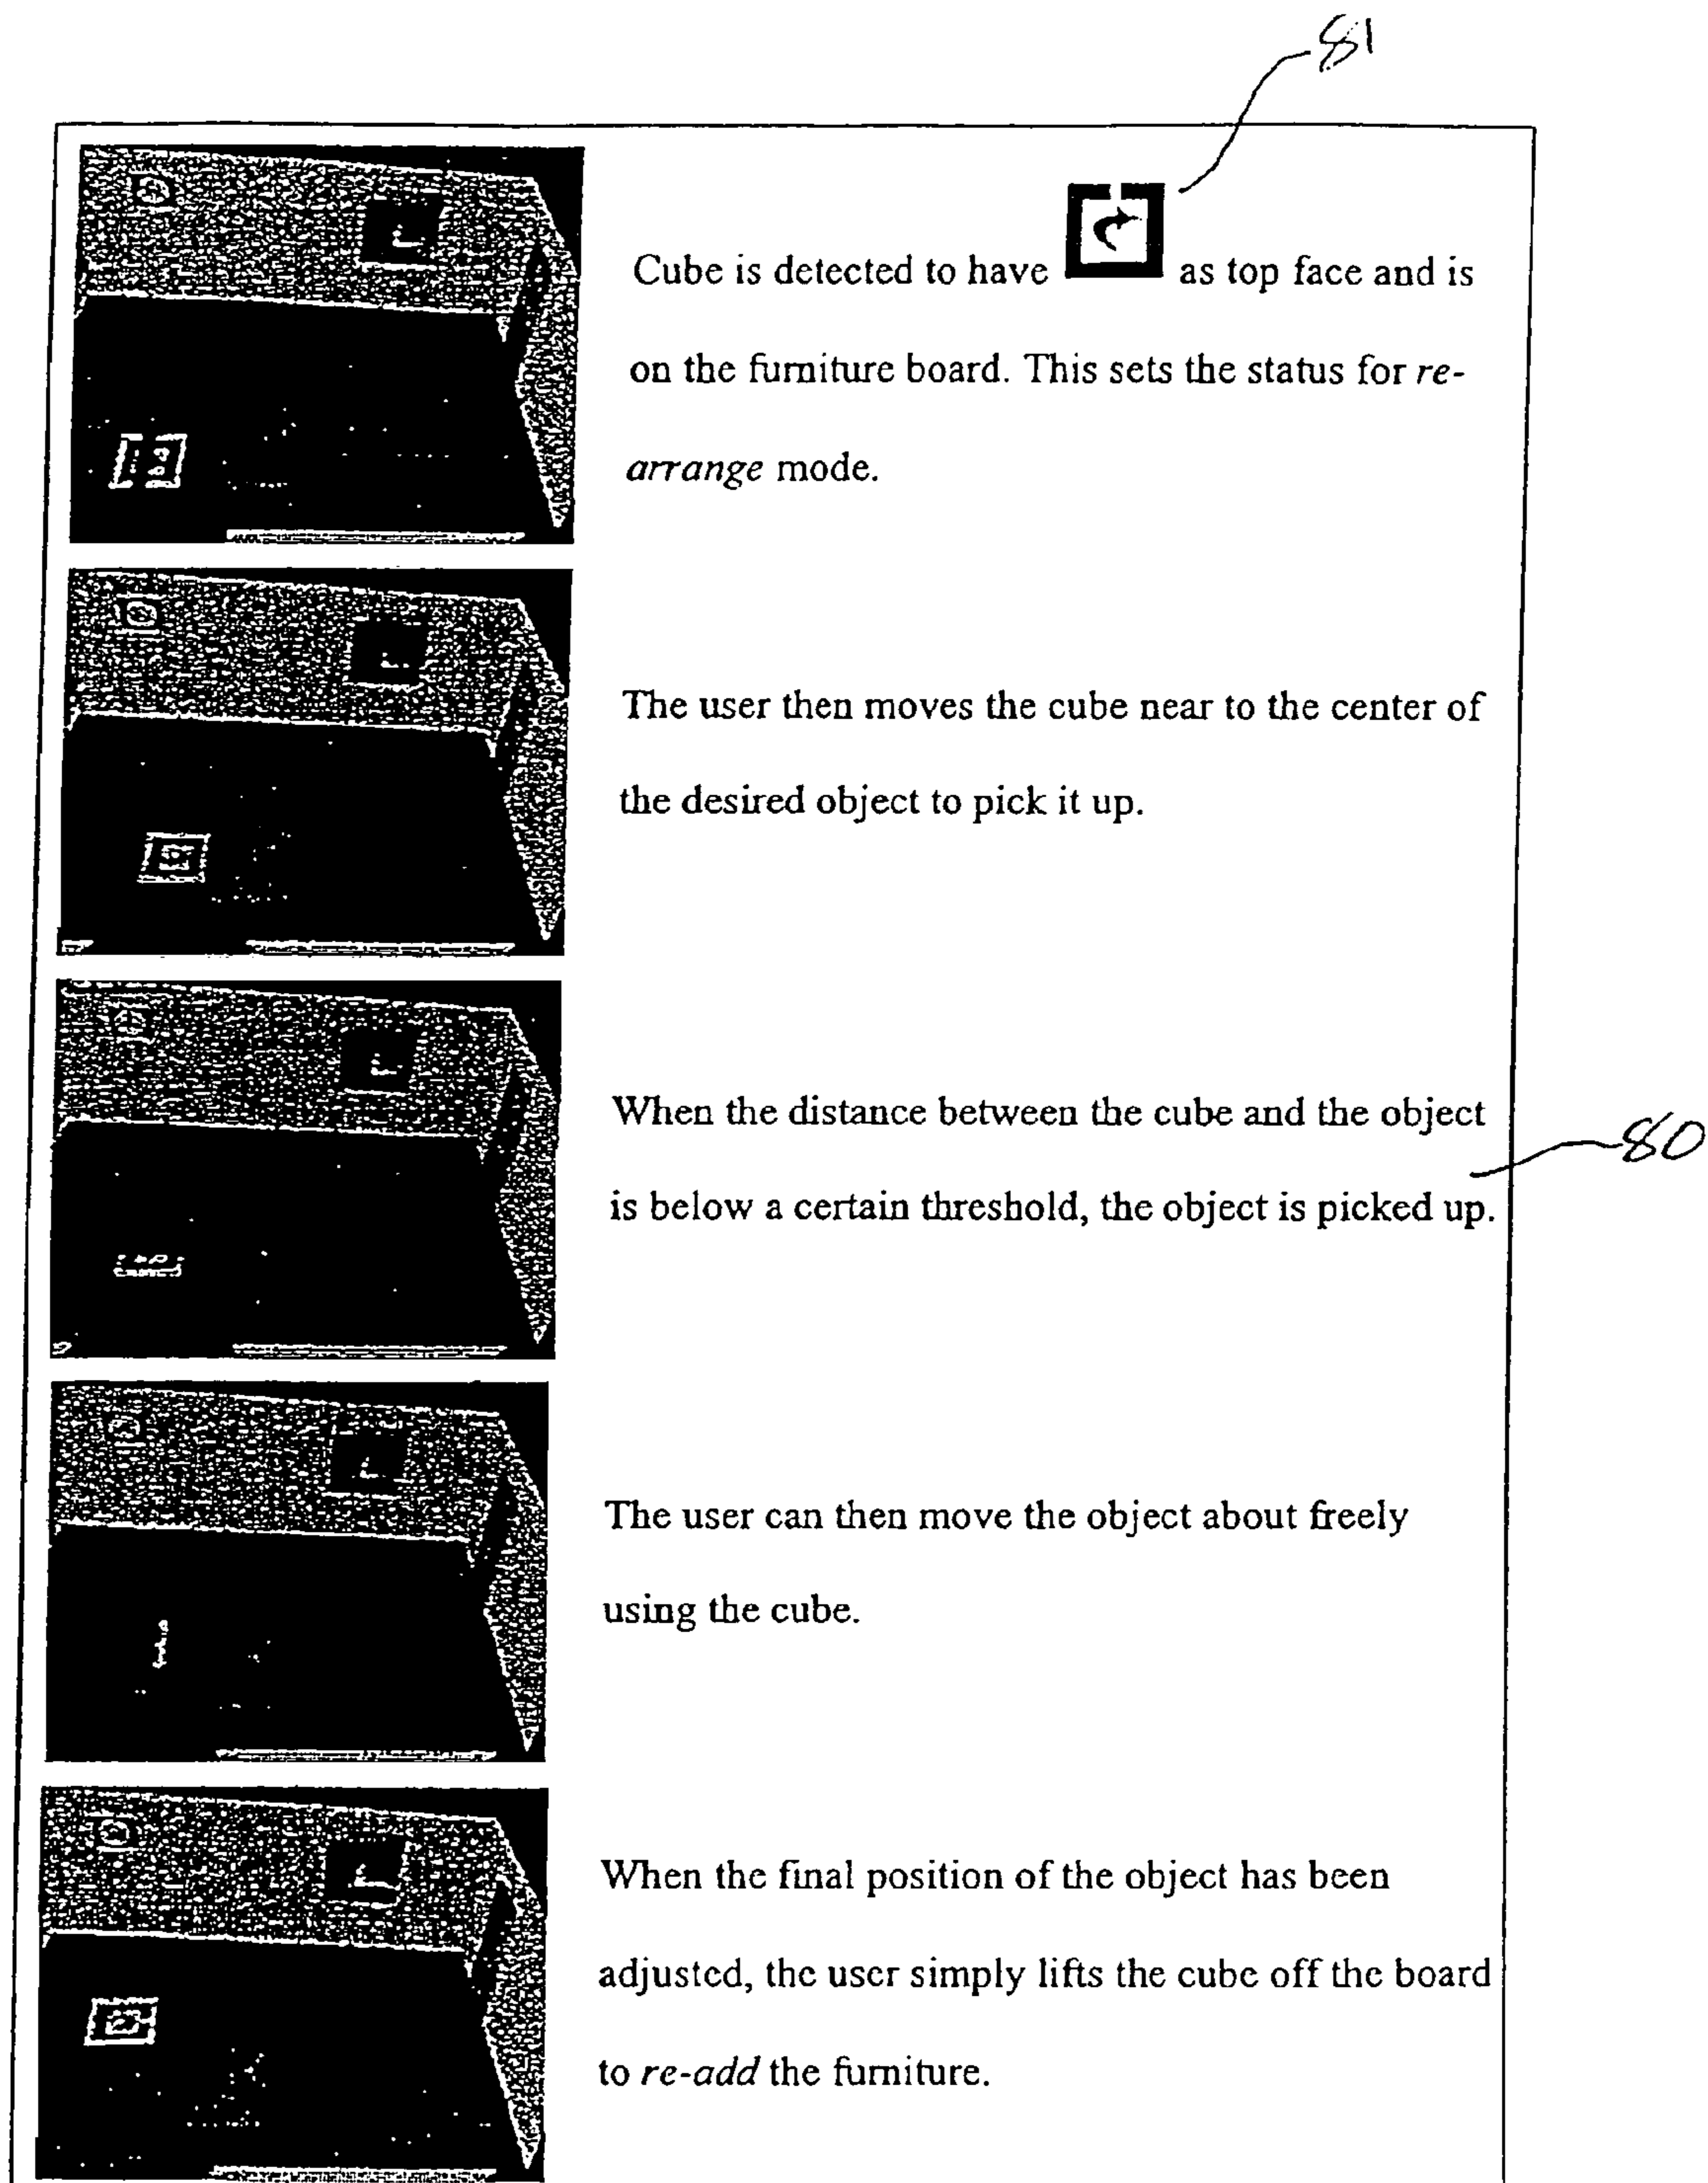 81
Cube is detected to have as top face and is
on the furniture board. This sets the status for re-
arrange mode.
The user then moves the cube near to the center of
the desired object to pick it up.
When the distance between the cube and the object
80
is below a certain threshold, the object is picked up.
The user can then move the object about freely
using the cube.
When the final position of the object has been
adjusted, the user simply lifts the cube off the board
to re-add the furniture.